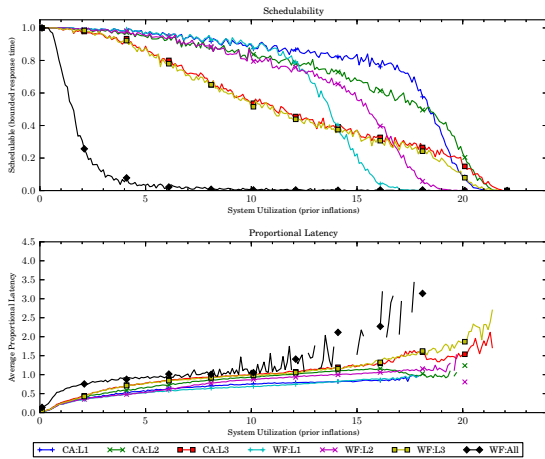 Schedulability
Schedulable (bounded response time)
1.0
0.8
0.6
0.4
0.2
0.0
0 5 10 15 20
System Utilization (prior inflations)
Proportional Latency
Average Proportional Latency
4.5
4.0
3.5
3.0
2.5
2.0
1.5
1.0
0.5
0.0
0 5 10 15 20
System Utilization (prior inflations)
CA:L1 CA:L2 CA:L3 WF:L1 WF:L2 WF:L3 WF:All